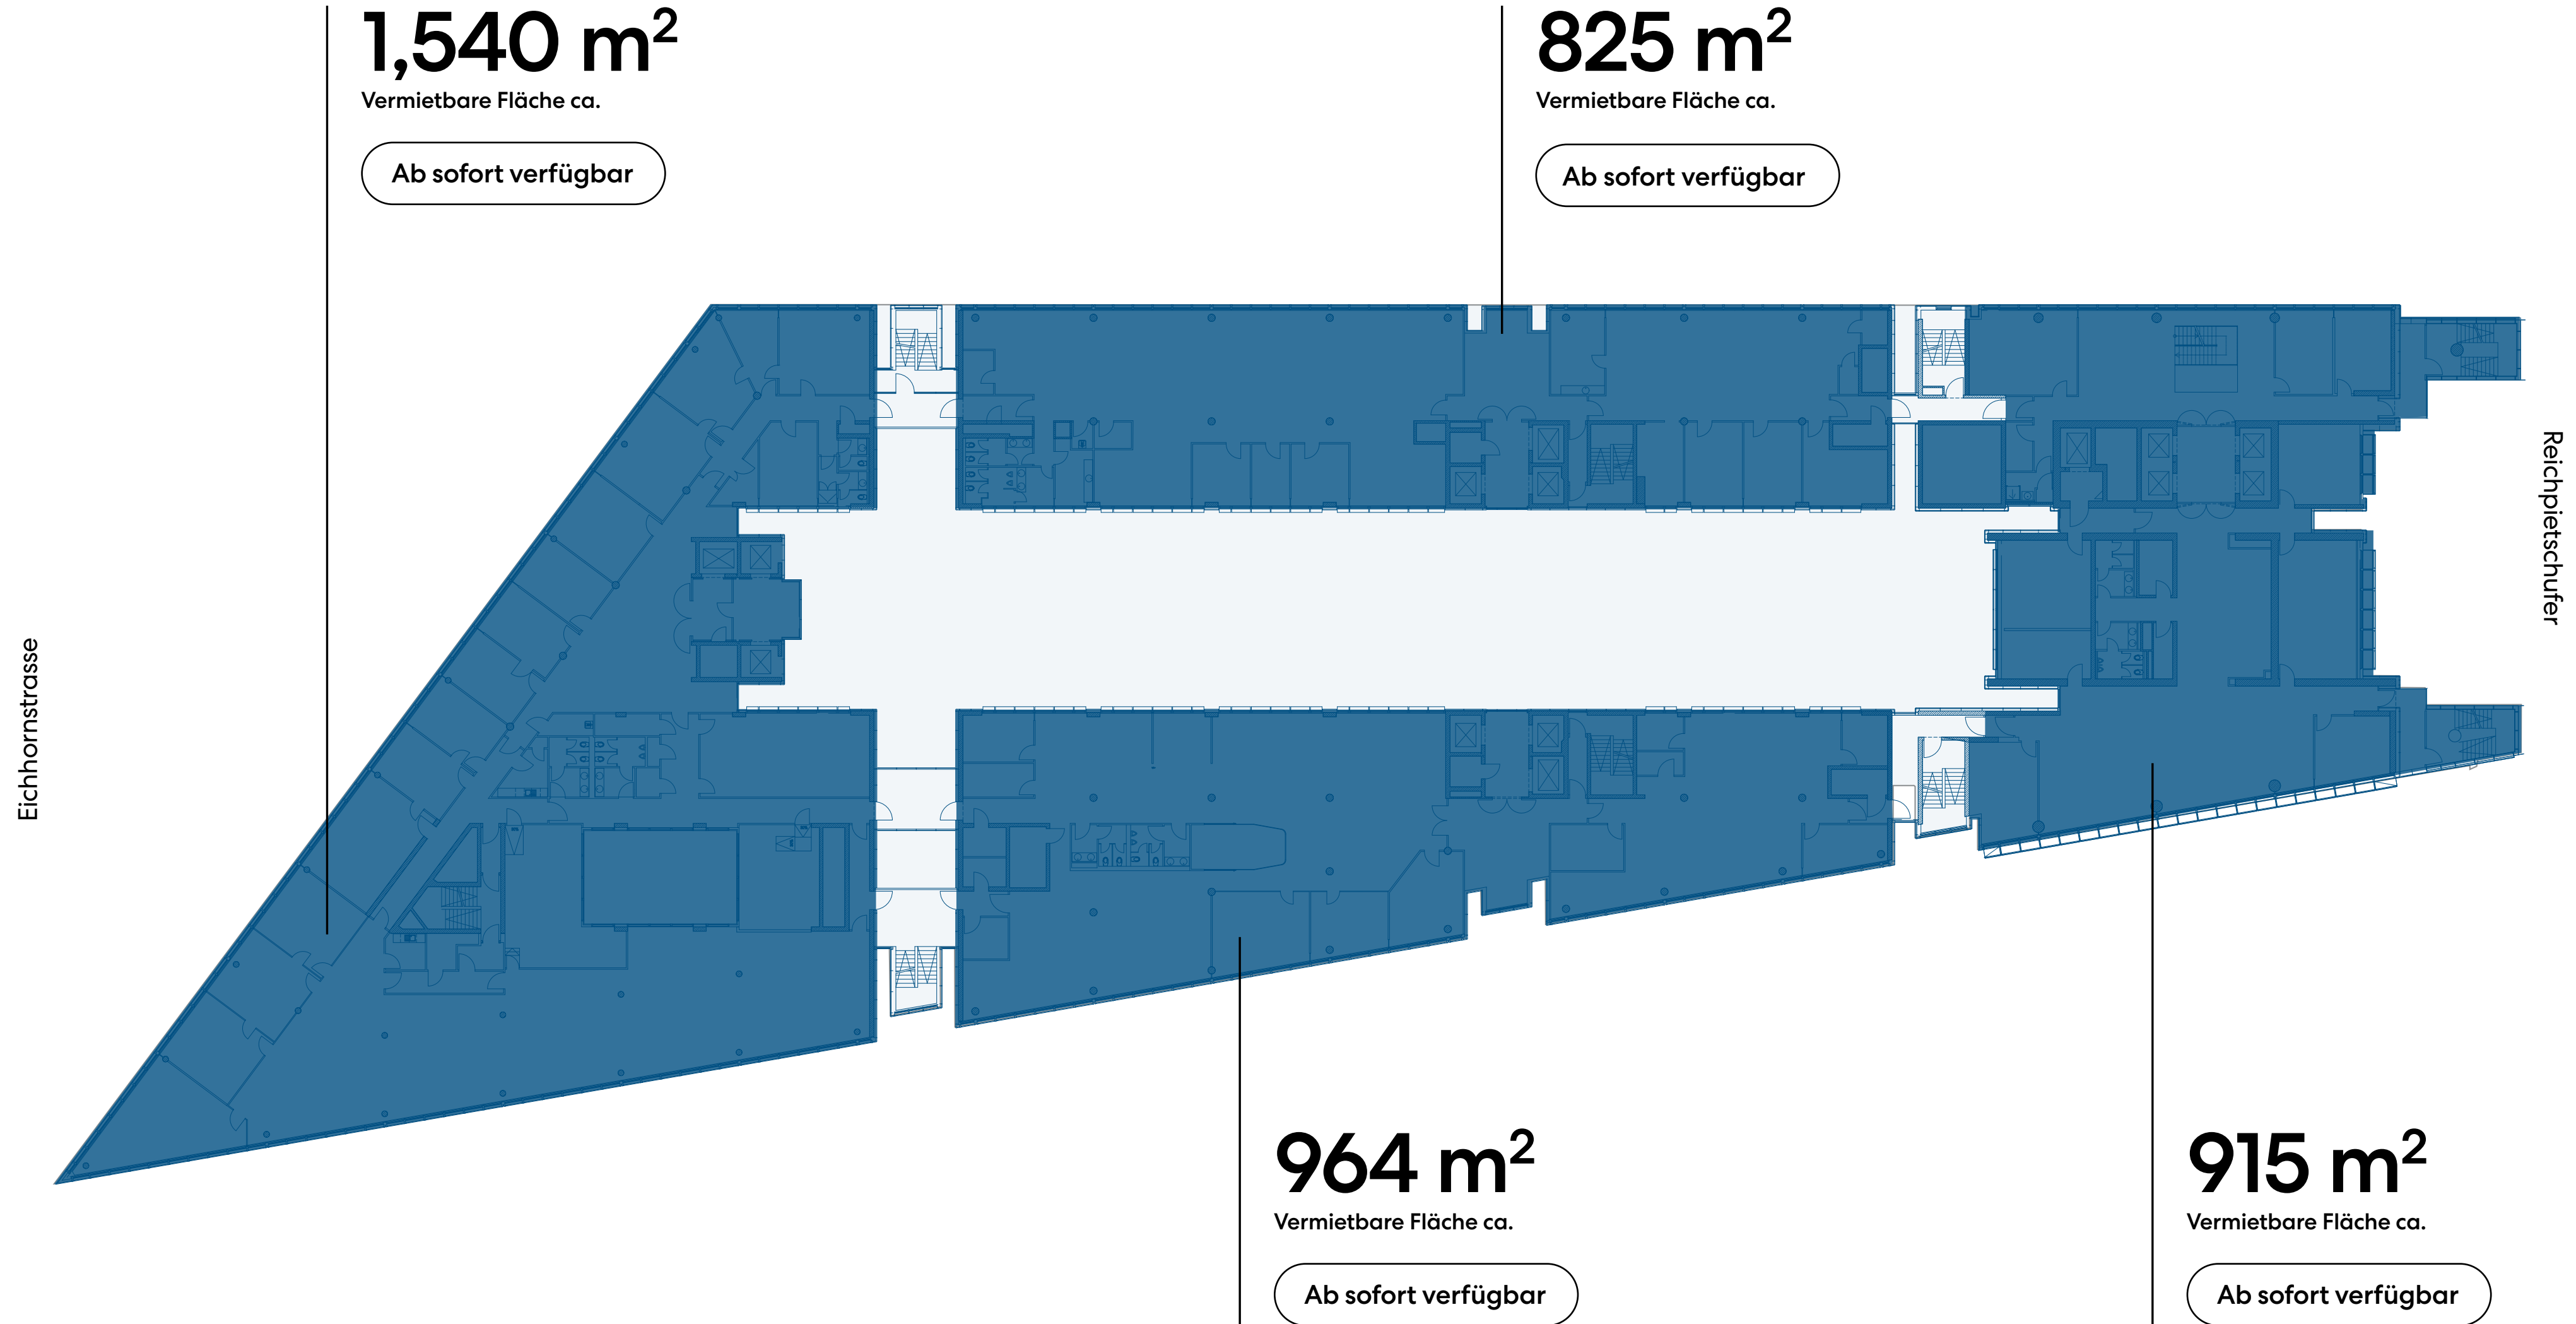 1,540 m²
Vermietbare Fläche ca.
Ab sofort verfügbar
825 m²
Vermietbare Fläche ca.
Ab sofort verfügbar
Eichhornstrasse
Reichpietschufer
964 m²
Vermietbare Fläche ca.
Ab sofort verfügbar
915 m²
Vermietbare Fläche ca.
Ab sofort verfügbar